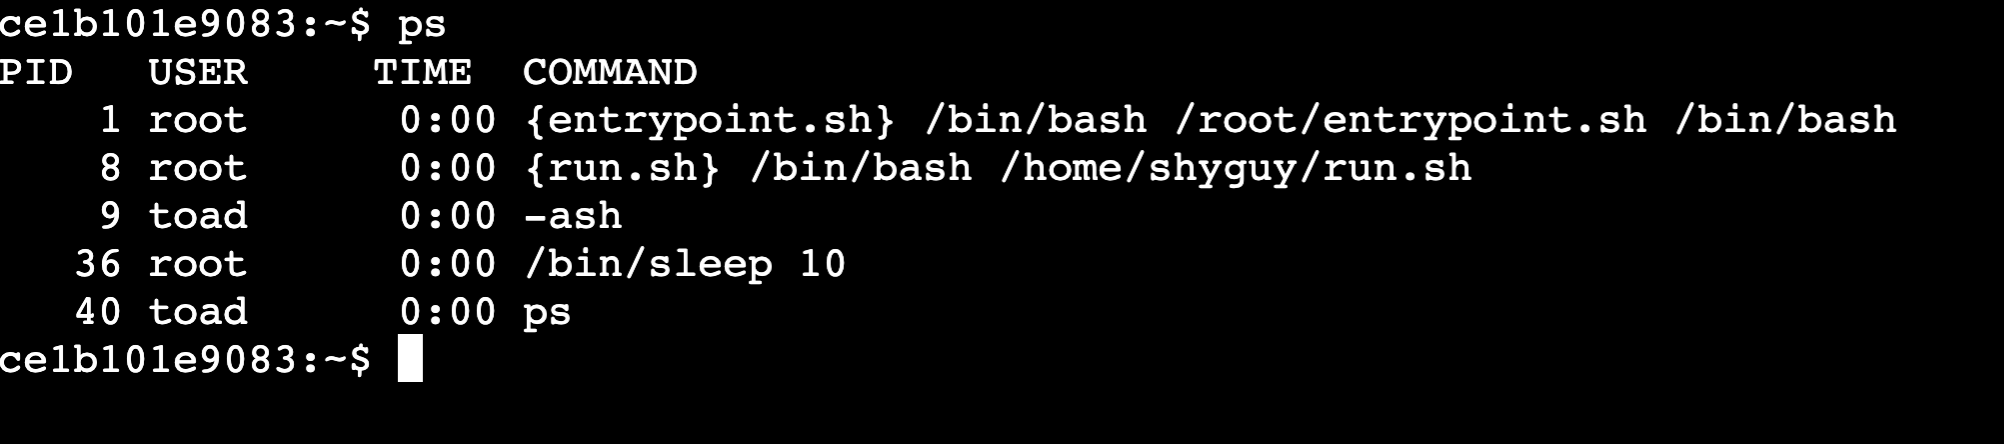 ce1b101e9083:~$ ps
PID   USER     TIME  COMMAND
    1 root      0:00 {entrypoint.sh} /bin/bash /root/entrypoint.sh /bin/bash
    8 root      0:00 {run.sh} /bin/bash /home/shyguy/run.sh
    9 toad      0:00 -ash
   36 root      0:00 /bin/sleep 10
   40 toad      0:00 ps
ce1b101e9083:~$